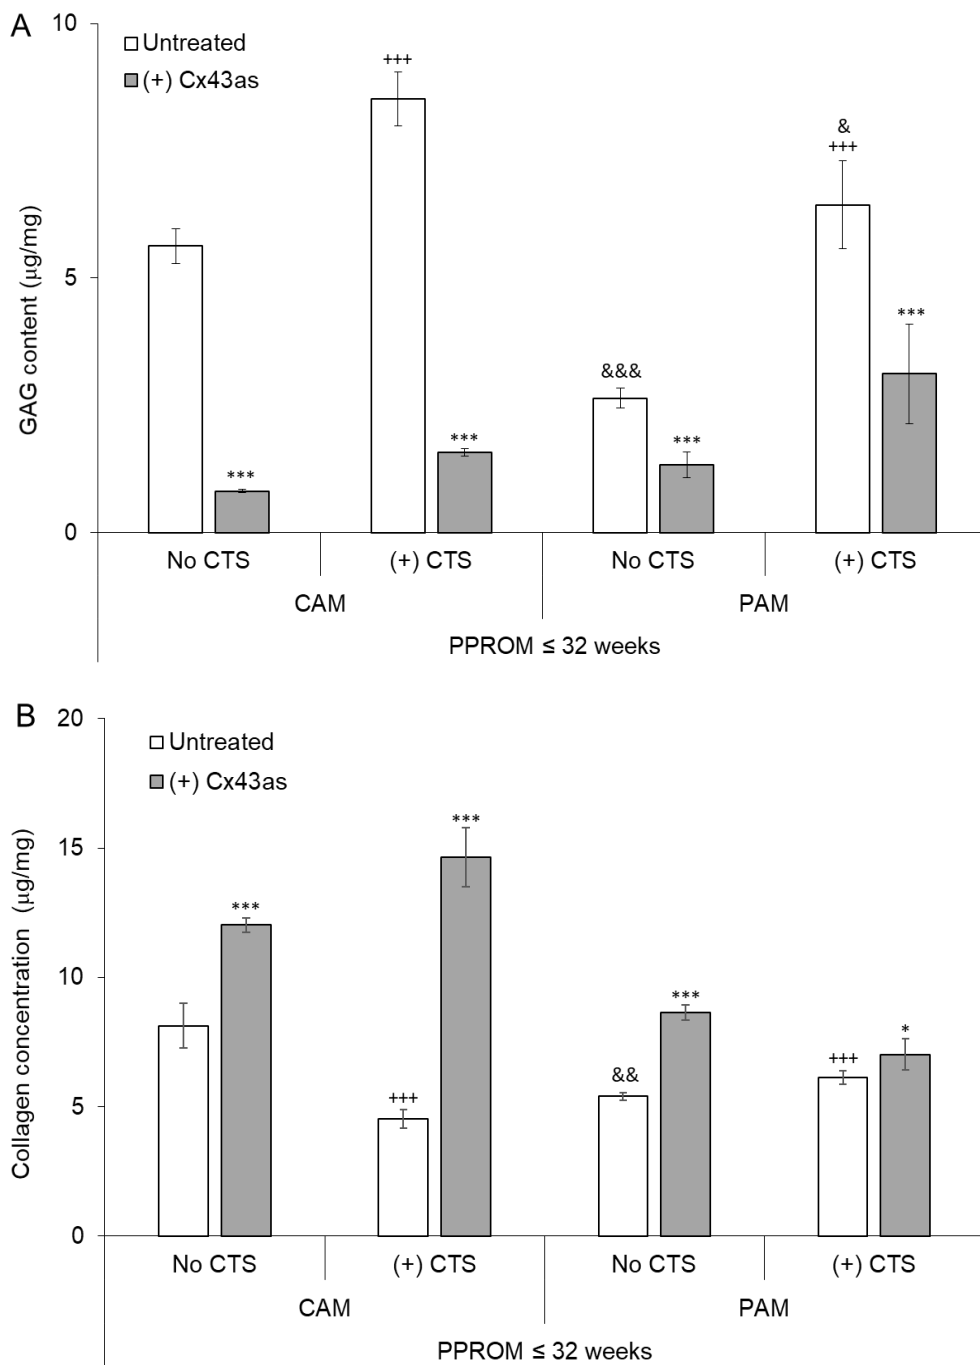 A
10
Untreated
(+) Cx43as
+++
&
+++
GAG content (μg/mg)
5
***
&&&
***
***
***
0
No CTS (+) CTS No CTS (+) CTS
CAM PAM
PPROM ≤ 32 weeks
B
20
Untreated
(+) Cx43as
***
15
Collagen concentration (μg/mg)
***
10
***
*
+++
&&
+++
5
0
No CTS (+) CTS No CTS (+) CTS
CAM PAM
PPROM ≤ 32 weeks